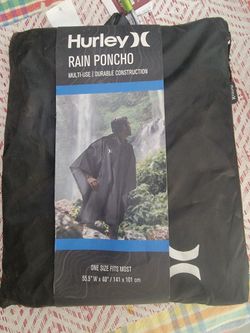 Hurley
RAIN PONCHO
MULTI-USE | DURABLE CONSTRUCTION
ONE SIZE FITS MOST
55.5" W x 40" / 141 x 101 cm